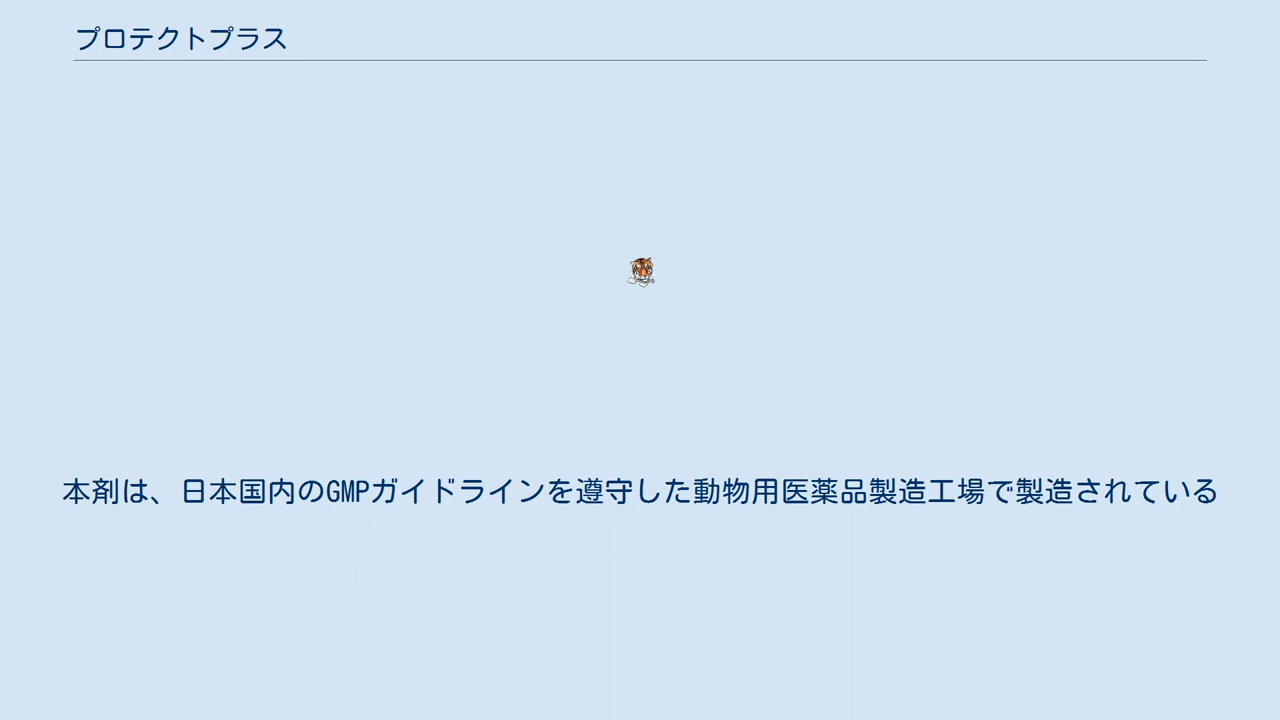 プロテクトプラス
本剤は、日本国内のGMPガイドラインを遵守した動物用医薬品製造工場で製造されている